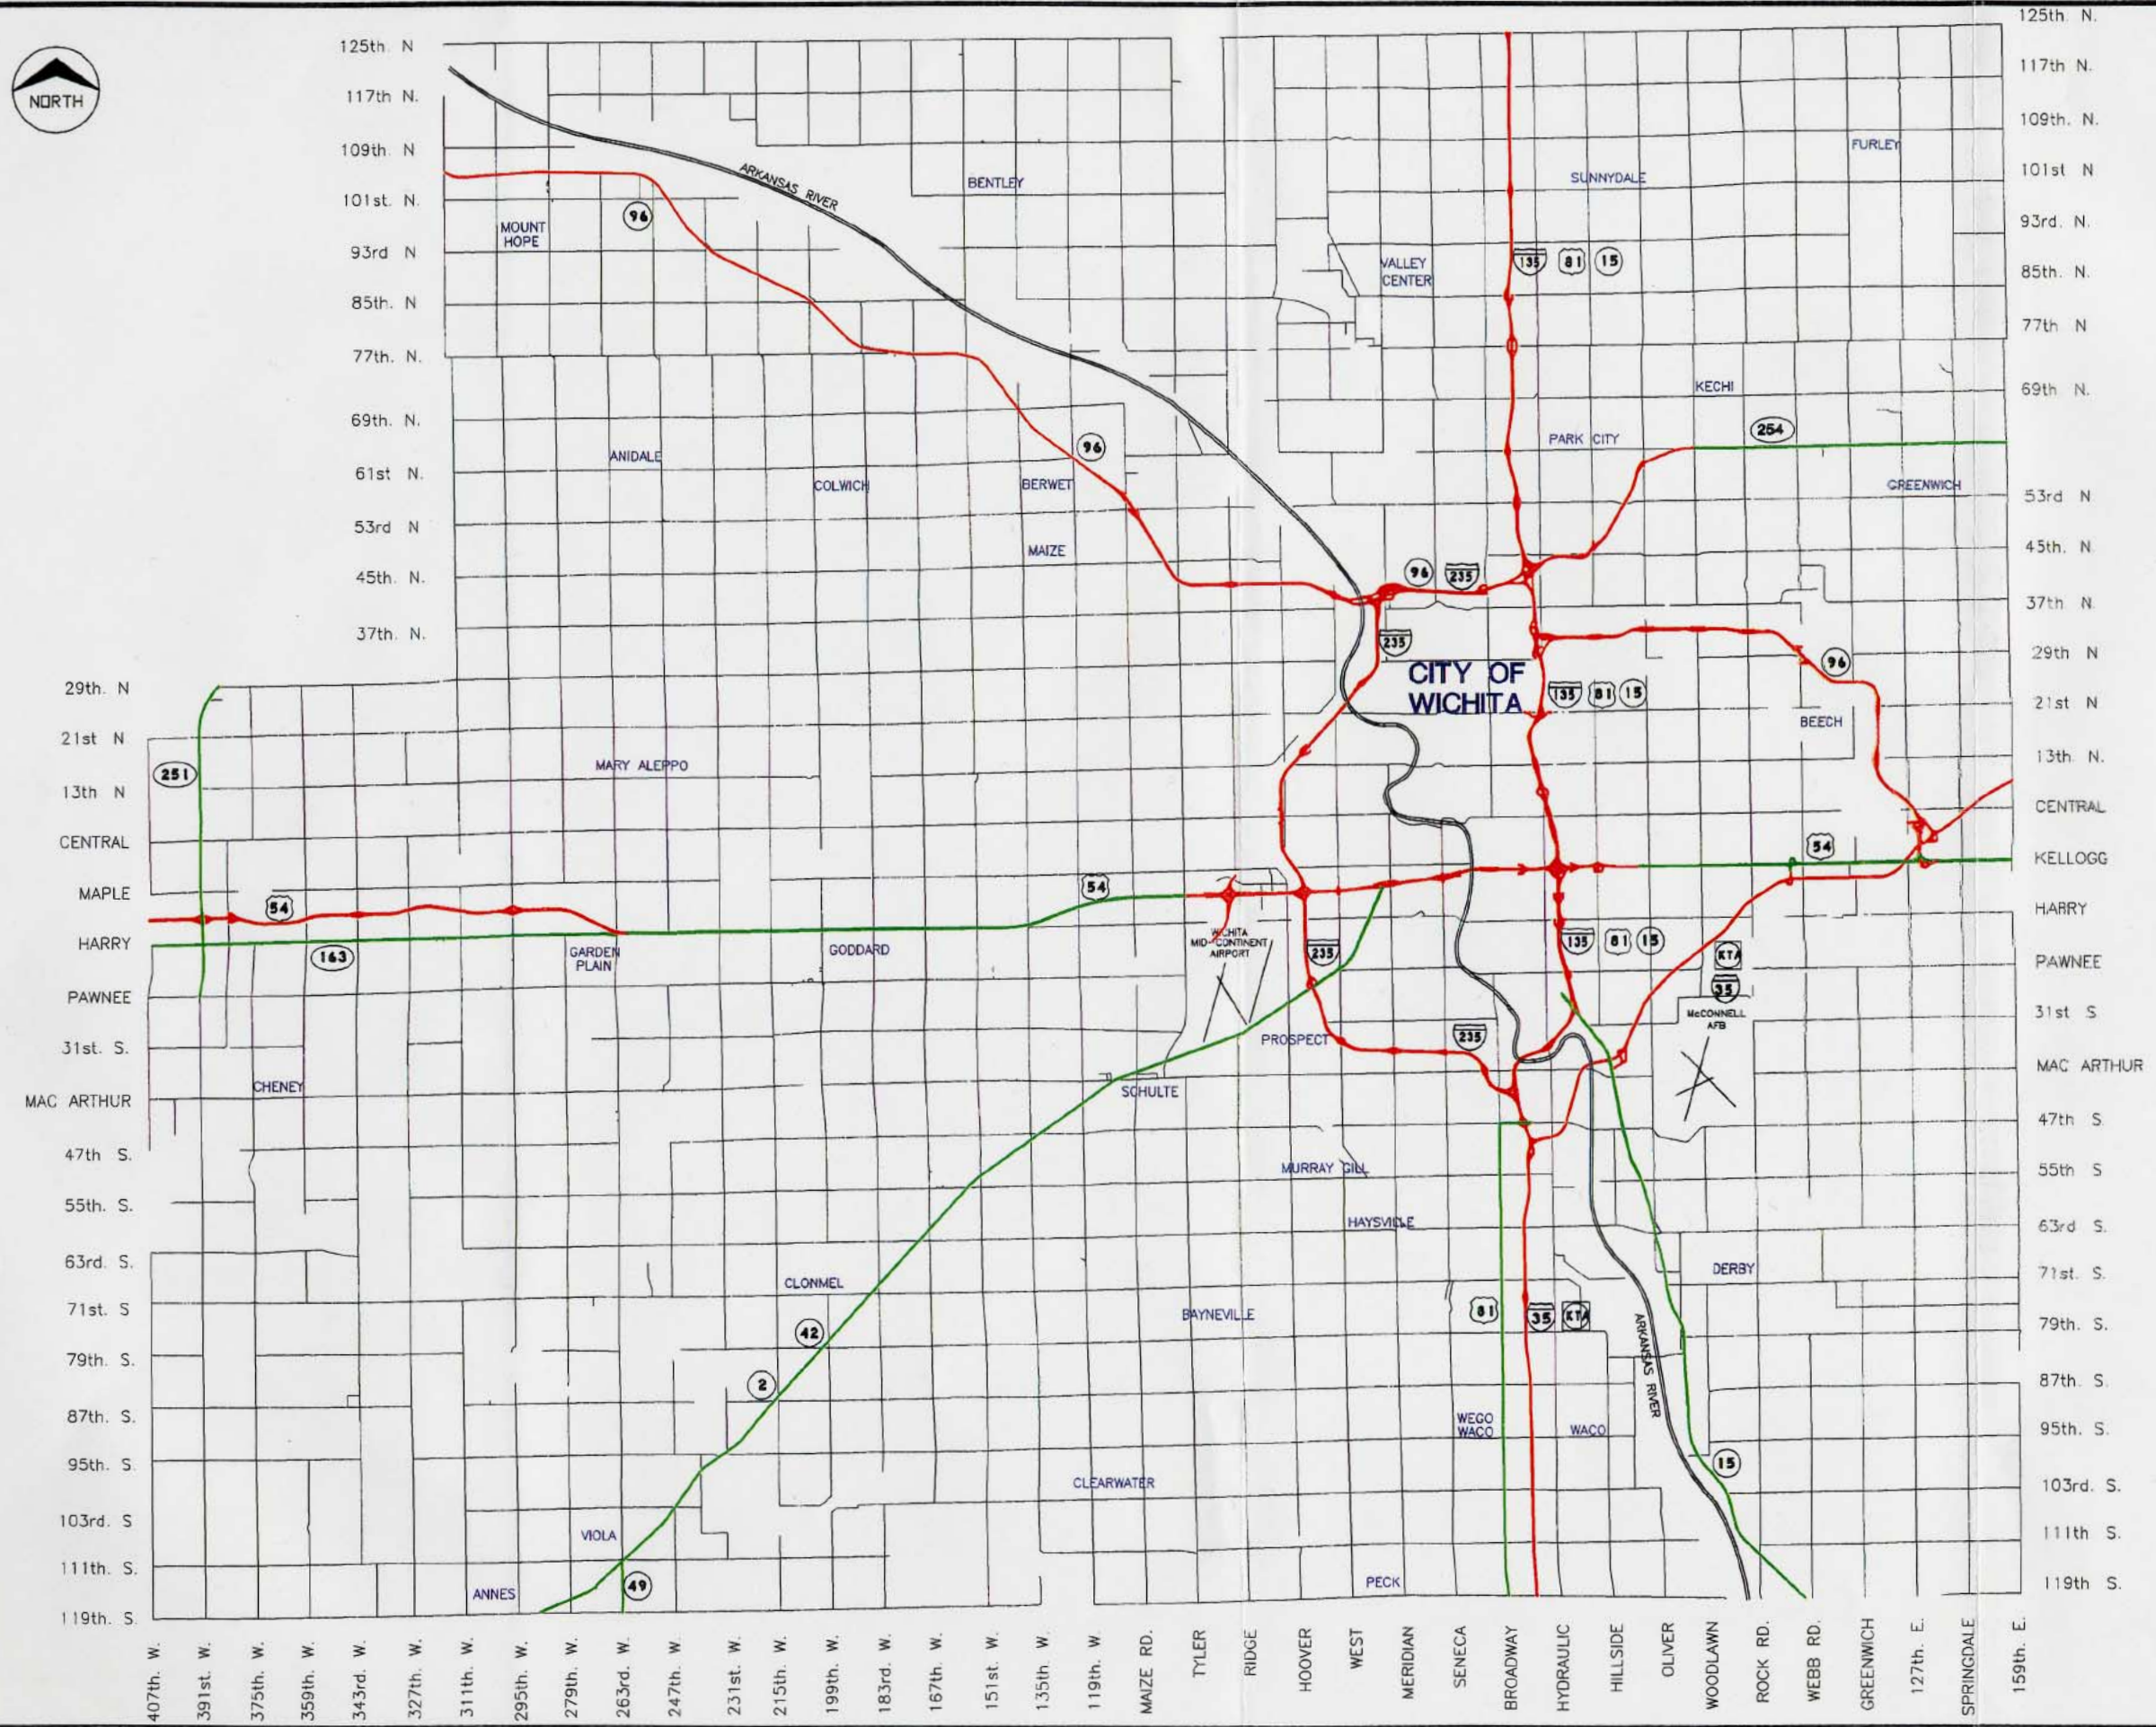 NORTH
125th. N
117th N.
109th. N
101st. N.
93rd N
85th. N
77th. N.
69th. N.
61st N.
53rd N
45th. N.
37th. N.
29th. N
21st N
13th N
CENTRAL
MAPLE
HARRY
PAWNEE
31st. S.
MAC ARTHUR
47th S.
55th. S.
63rd. S.
71st. S
79th. S.
87th. S.
95th. S.
103rd. S
111th. S.
119th. S.
125th. N.
117th N.
109th. N.
101st N
93rd. N.
85th. N.
77th N
69th N.
53rd N
45th. N.
37th N.
29th N
21st N
13th. N.
CENTRAL
KELLOGG
HARRY
PAWNEE
31st S
MAC ARTHUR
47th S
55th S
63rd S.
71st. S.
79th. S.
87th. S.
95th. S.
103rd. S.
111th S.
119th S.
ARKANSAS RIVER
BENTLEY
SUNNYDALE
FURLEY
96
MOUNT
HOPE
VALLEY
CENTER
135 81 15
KECHI
ANIDALE
COLWICH
BERWET
96
PARK CITY
254
GREENWICH
MAIZE
96 235
235
CITY OF
WICHITA
135 81 15
96
BEECH
251
MARY ALEPPO
54
54
54
163
GARDEN
PLAIN
GODDARD
WICHITA
MID-CONTINENT
AIRPORT
235
135 81 15
KTA
35
McCONNELL
AFB
PROSPECT
235
CHENEY
SCHULTE
MURRAY GILL
HAYSVILLE
DERBY
CLONMEL
BAYNEVILLE
81
35 KTA
ARKANSAS RIVER
42
2
WEGO
WACO
WACO
15
CLEARWATER
VIOLA
49
ANNES
PECK
407th. W.
391st. W.
375th. W.
359th. W.
343rd. W.
327th. W.
311th. W.
295th. W.
279th. W.
263rd. W.
247th. W.
231st. W.
215th. W.
199th. W.
183rd. W.
167th. W.
151st. W.
135th. W.
119th. W.
MAIZE RD.
TYLER
RIDGE
HOOVER
WEST
MERIDIAN
SENECA
BROADWAY
HYDRAULIC
HILLSIDE
OLIVER
WOODLAWN
ROCK RD.
WEBB RD.
GREENWICH
127th. E.
SPRINGDALE
159th. E.